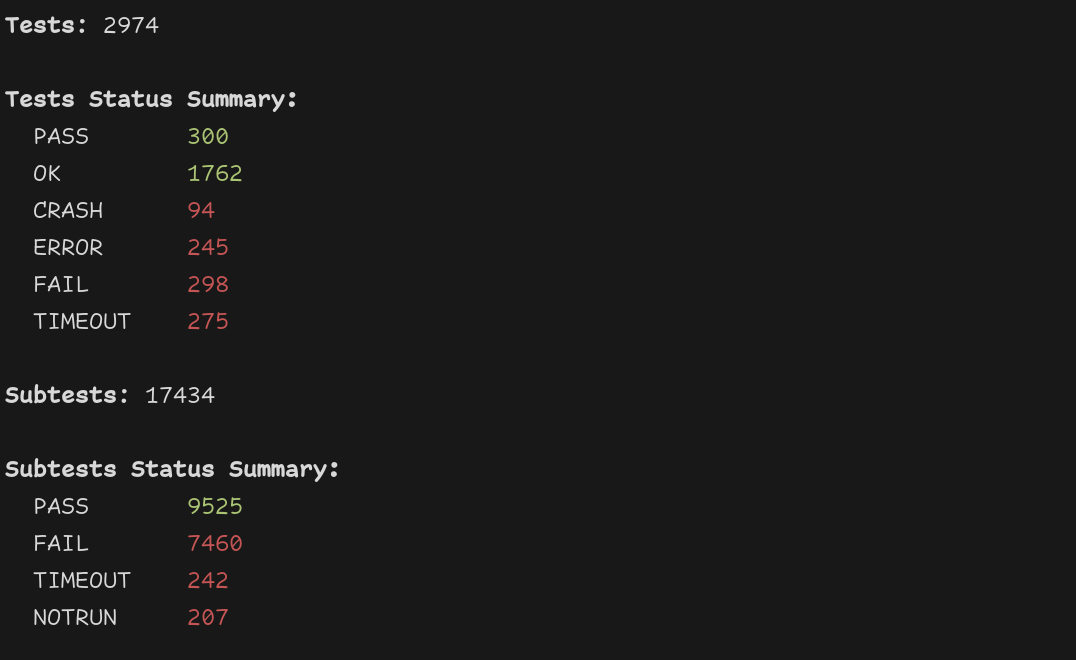 Tests: 2974
Tests Status Summary:
PASS 300
OK 1762
CRASH 94
ERROR 245
FAIL 298
TIMEOUT 275
Subtests: 17434
Subtests Status Summary:
PASS 9525
FAIL 7460
TIMEOUT 242
NOTRUN 207